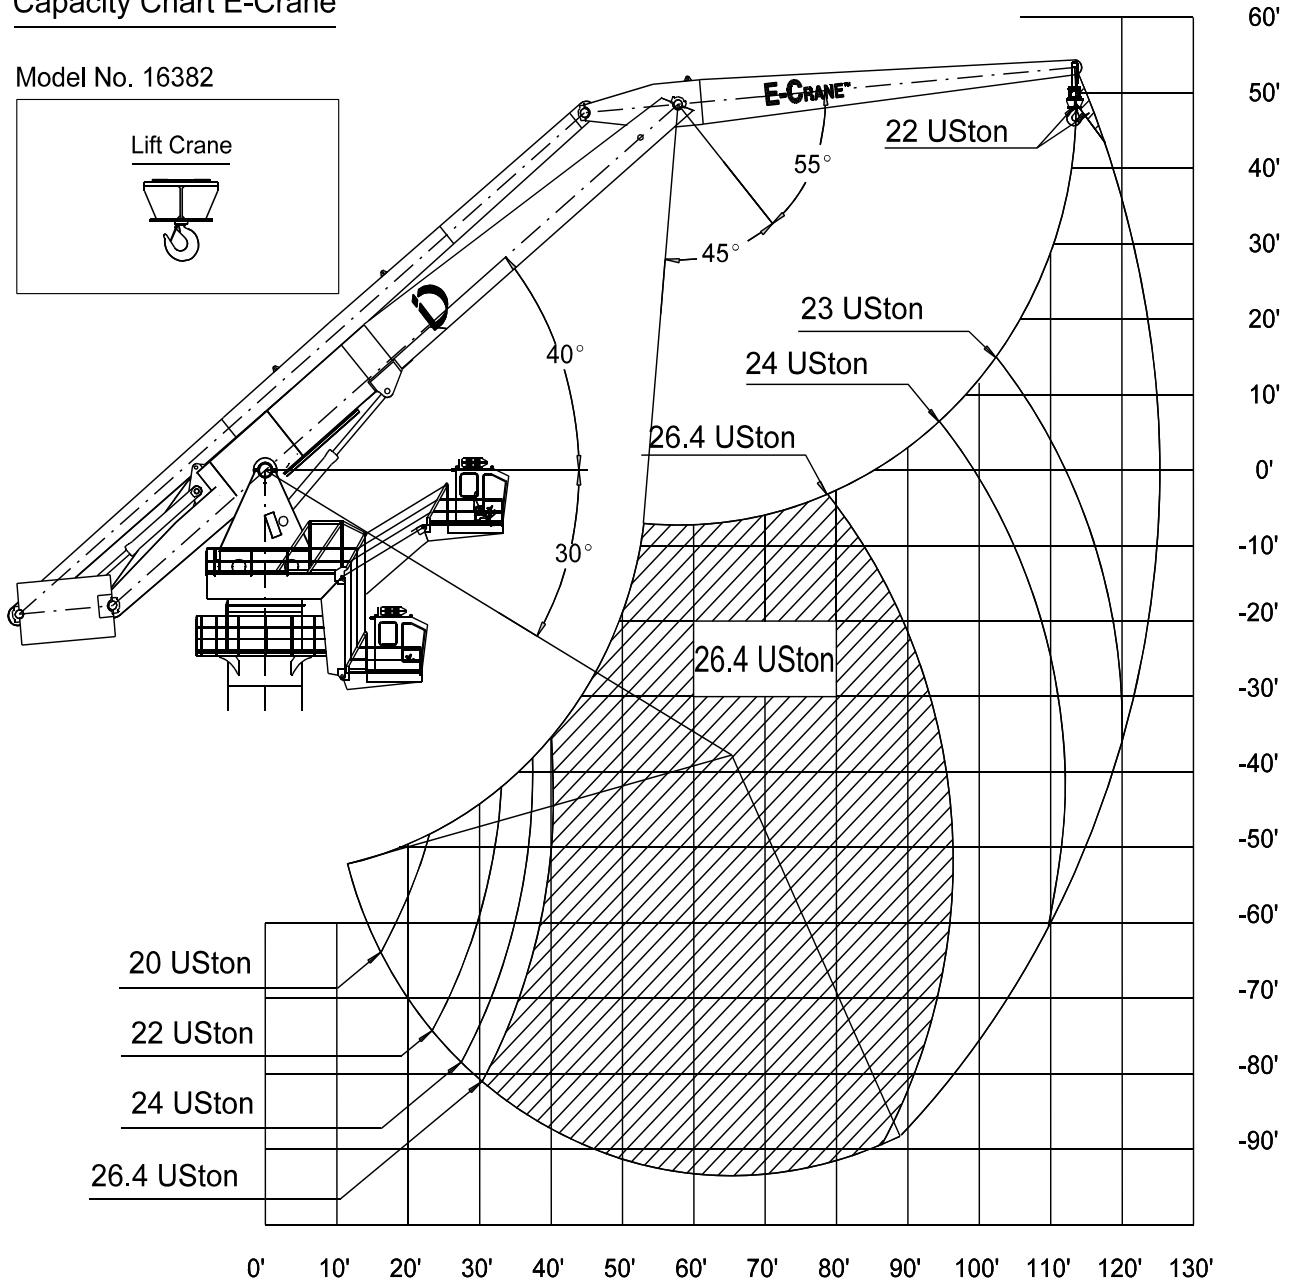 Capacity Chart E-Crane
Model No. 16382
Lift Crane
E-CRANE™
22 USton
55°
45°
40°
30°
23 USton
24 USton
26.4 USton
26.4 USton
20 USton
22 USton
24 USton
26.4 USton
60'
50'
40'
30'
20'
10'
0'
-10'
-20'
-30'
-40'
-50'
-60'
-70'
-80'
-90'
0' 10' 20' 30' 40' 50' 60' 70' 80' 90' 100' 110' 120' 130'